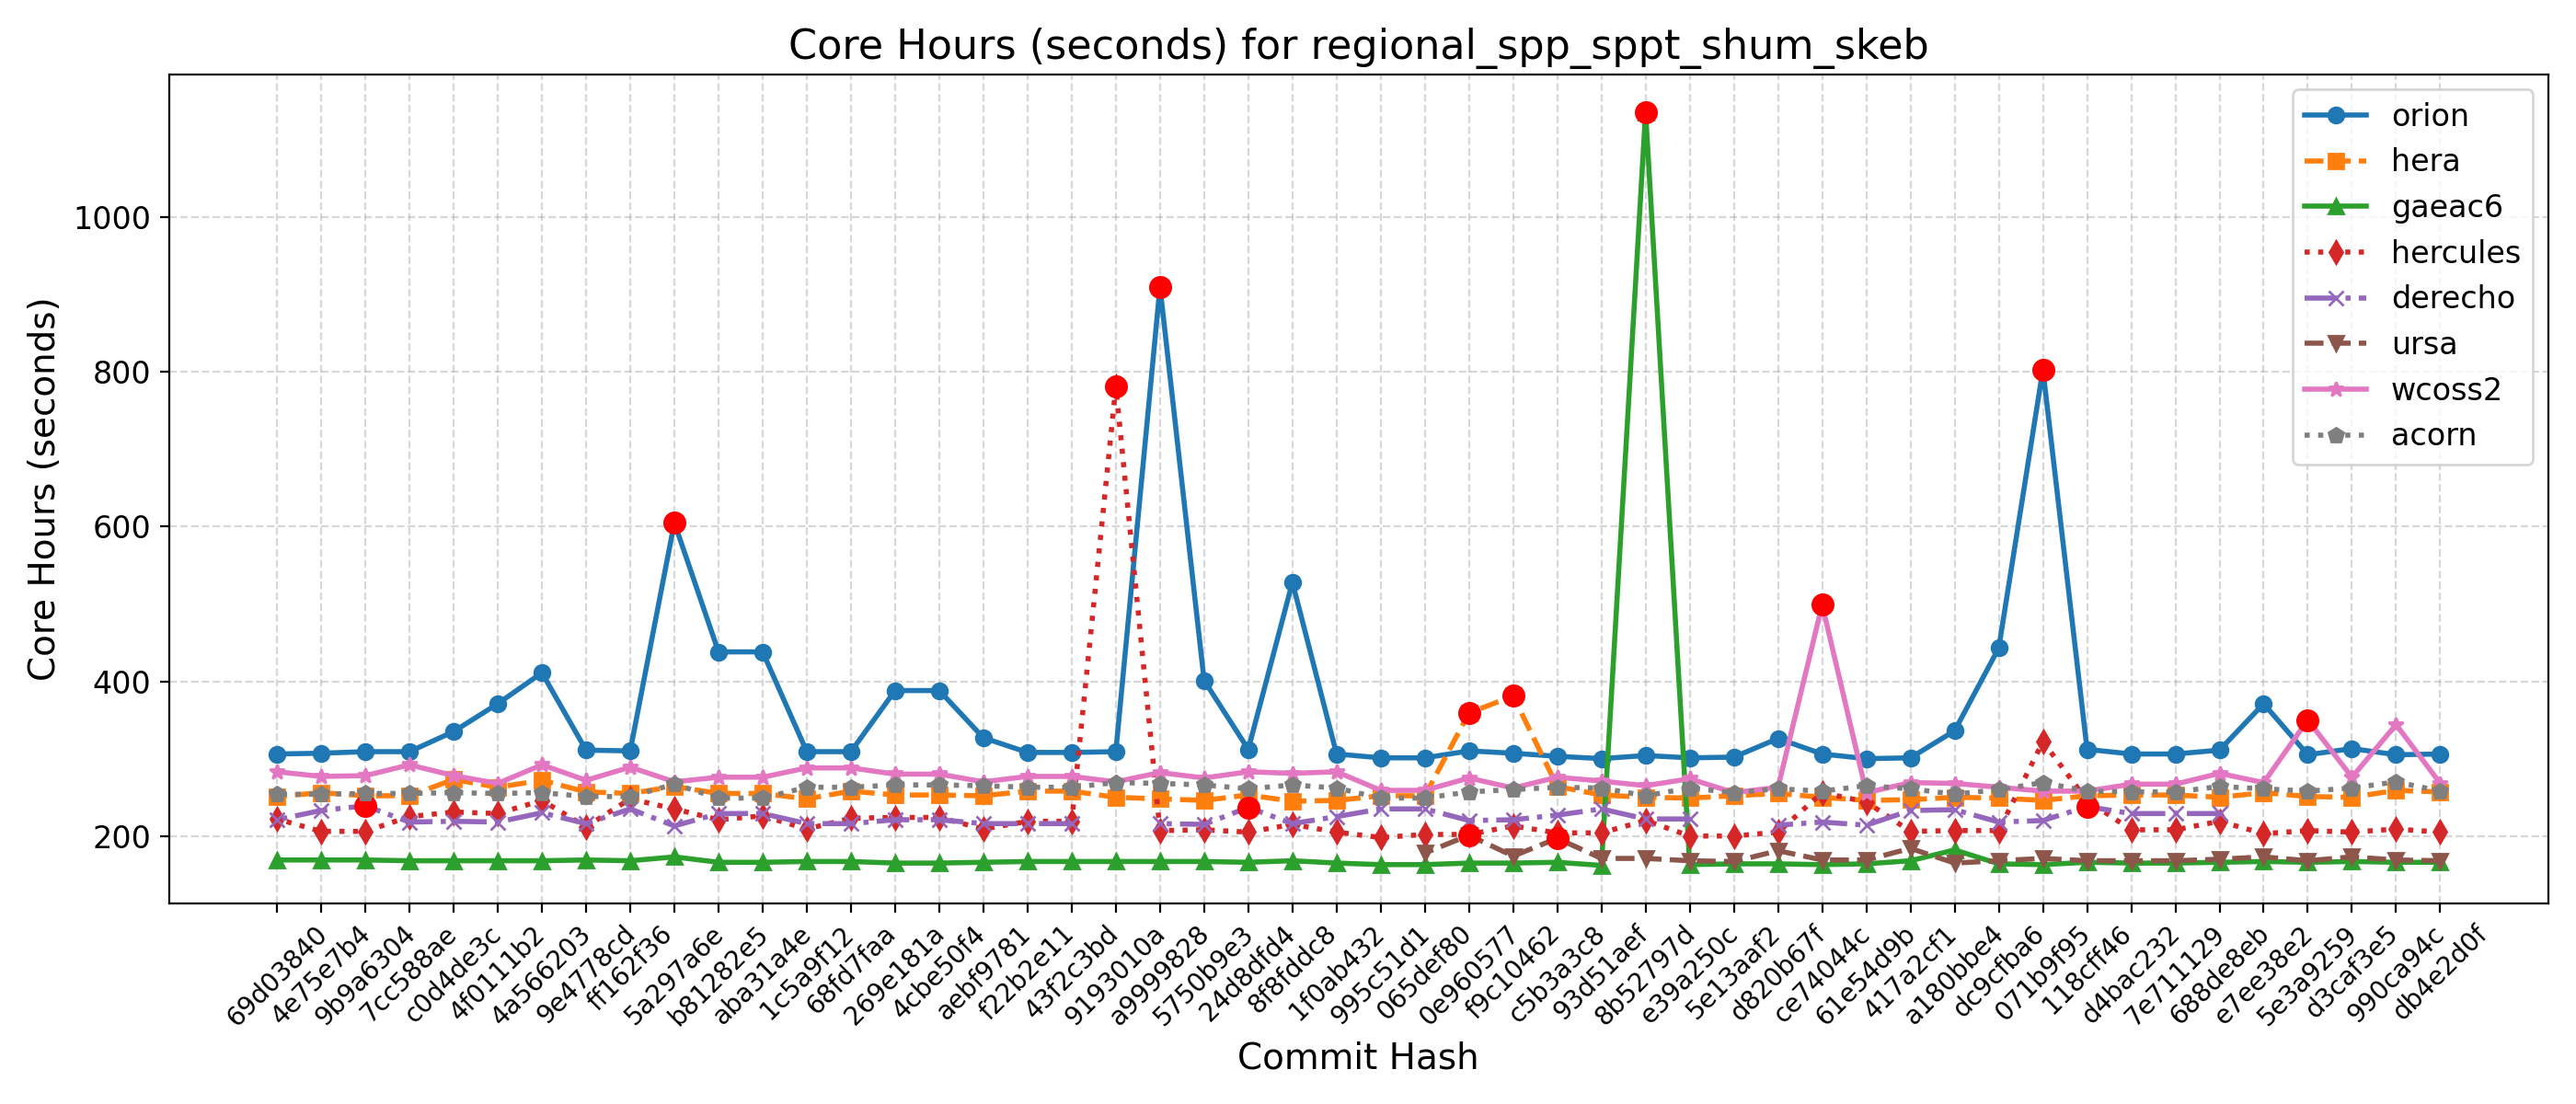 Core Hours (seconds) for regional_spp_sppt_shum_skeb
Core Hours (seconds)
1000
800
600
400
200
orion
hera
gaeac6
hercules
derecho
ursa
wcoss2
acorn
69d03840
4e75e7b4
9b9a6304
7cc588ae
c0d4de3c
4f0111b2
4a566203
9e4778cd
ff162f36
5a297a6e
b81282e5
aba31a4e
1c5a9f12
68fd7faa
269e181a
4cbe50f4
aebf9781
f22b2e11
43f2c3bd
9193010a
a9999828
5750b9e3
24d8dfd4
8f8fddc8
1f0ab432
995c51d1
065def80
0e960577
f9c10462
c5b3a3c8
93d51aef
8b52797d
e39a250c
5e13aaf2
d820b67f
ce74044c
61e54d9b
417a2cf1
a180bbe4
dc9cfba6
071b9f95
118cff46
d4bac232
7e711129
688de8eb
e7ee38e2
5e3a9259
d3caf3e5
990ca94c
db4e2d0f
Commit Hash